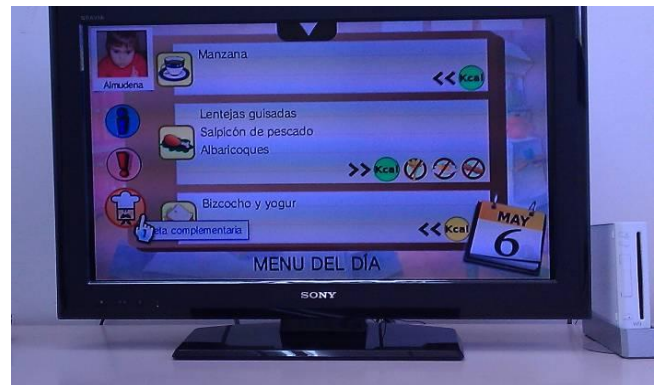 Manzana
<< Kcal
Almudena
Lentejas guisadas
Salpicón de pescado
Albaricoques
>> Kcal
Bizcocho y yogur
<< Kcal
complementaria
MAY
6
MENU DEL DÍA
SONY